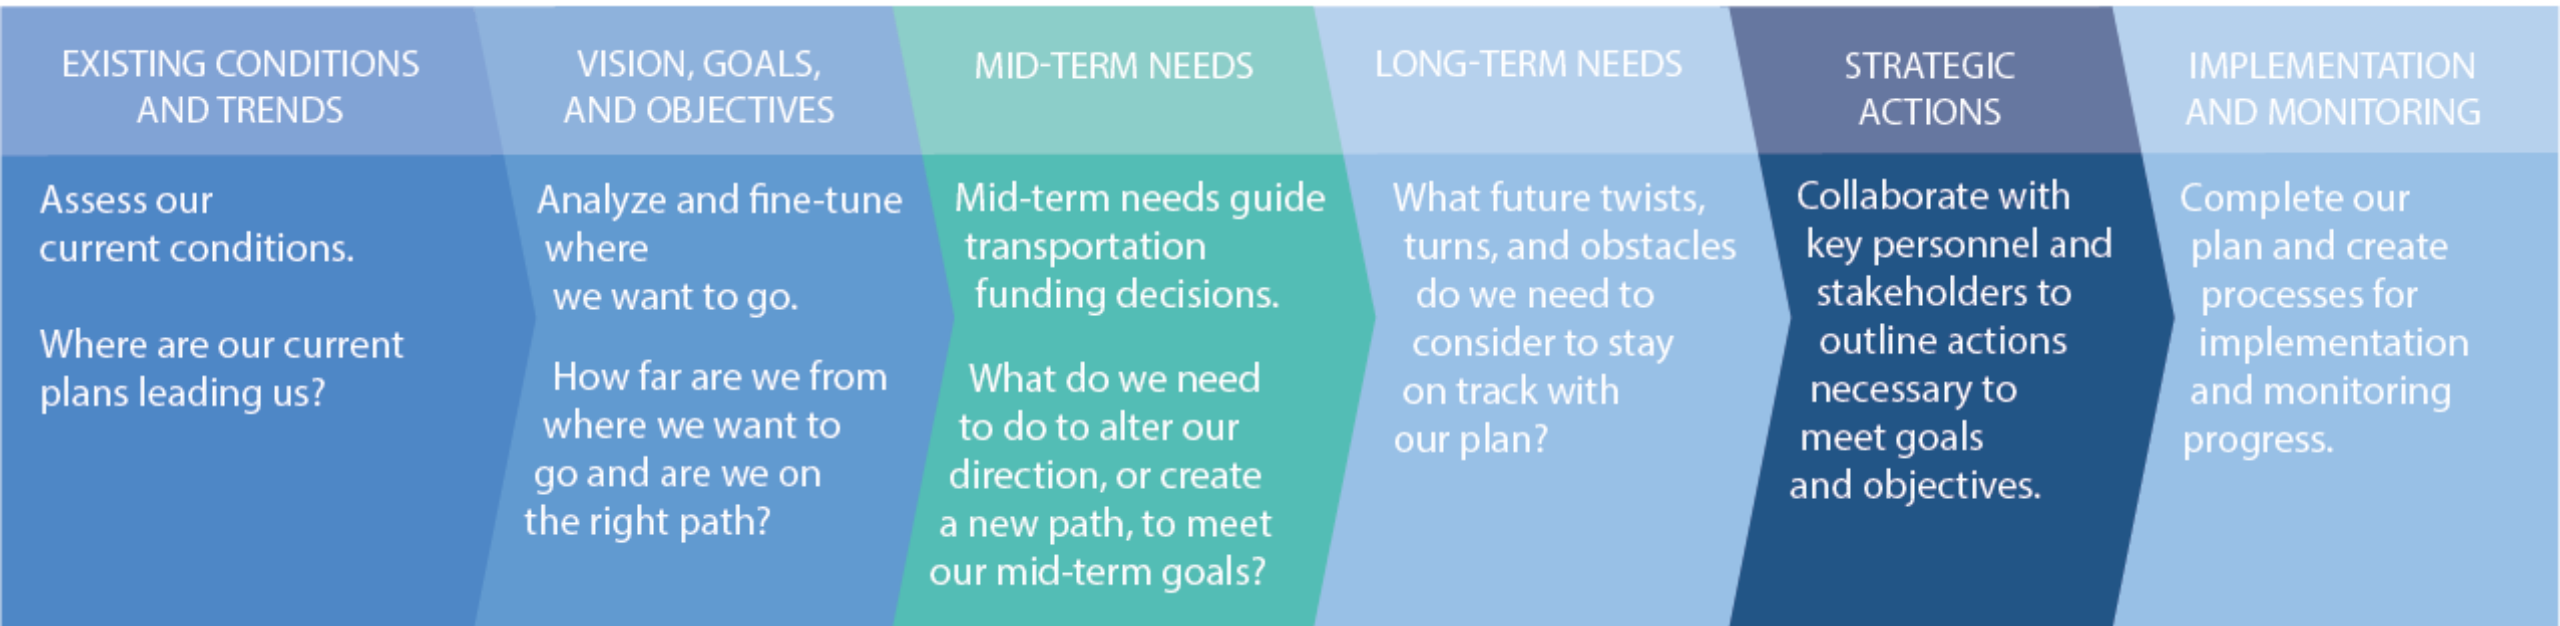 EXISTING CONDITIONS
AND TRENDS
Assess our
current conditions.
Where are our current
plans leading us?
VISION, GOALS,
AND OBJECTIVES
Analyze and fine-tune
where
we want to go.
How far are we from
where we want to
go and are we on
the right path?
MID-TERM NEEDS
Mid-term needs guide
transportation
funding decisions.
What do we need
to do to alter our
direction, or create
a new path, to meet
our mid-term goals?
LONG-TERM NEEDS
What future twists,
turns, and obstacles
do we need to
consider to stay
on track with
our plan?
STRATEGIC
ACTIONS
Collaborate with
key personnel and
stakeholders to
outline actions
necessary to
meet goals
and objectives.
IMPLEMENTATION
AND MONITORING
Complete our
plan and create
processes for
implementation
and monitoring
progress.